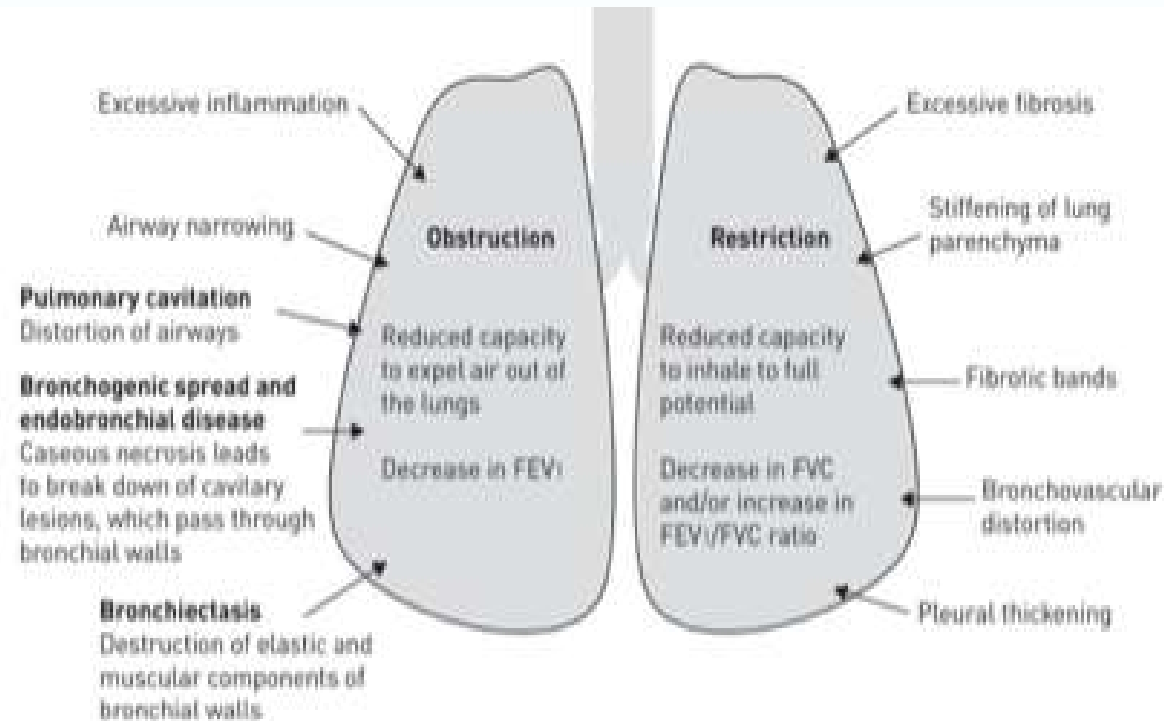 Excessive inflammation
Airway narrowing
Pulmonary cavitation
Distortion of airways
Bronchogenic spread and
endobronchial disease
Caseous necrosis leads
to break down of cavitary
lesions, which pass through
bronchial walls
Bronchiectasis
Destruction of elastic and
muscular components of
bronchial walls
Obstruction
Reduced capacity
to expel air out of
the lungs
Decrease in FEV1
Restriction
Reduced capacity
to inhale to full
potential
Decrease in FVC
and/or increase in
FEV1/FVC ratio
Excessive fibrosis
Stiffening of lung
parenchyma
Fibrotic bands
Bronchovascular
distortion
Pleural thickening